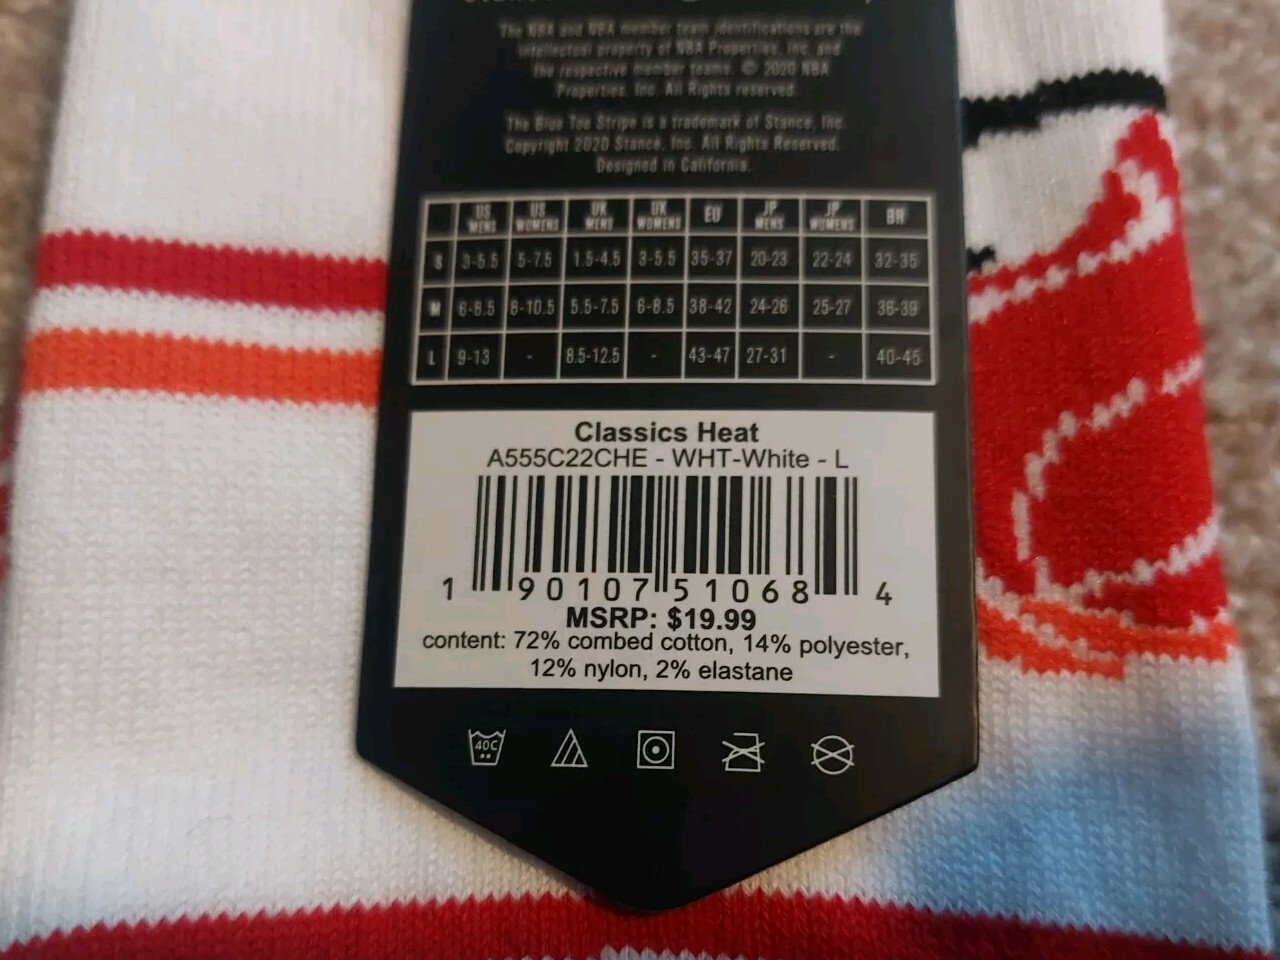 The NBA and NBA member team identifications are the
intellectual property of NBA Properties, Inc. and
the respective member teams. © 2020 NBA
Properties, Inc. All Rights reserved.
The Blue Toe Stripe is a trademark of Stance, Inc.
Copyright 2020 Stance, Inc. All Rights Reserved.
Designed in California.
US MENS US WOMENS UK MENS UK WOMENS EU JP MENS JP WOMENS BR
S 3-5.5 5-7.5 1.5-4.5 3-5.5 35-37 20-23 22-24 32-35
M 6-8.5 8-10.5 5.5-7.5 6-8.5 38-42 24-26 25-27 36-39
L 9-13 - 8.5-12.5 - 43-47 27-31 - 40-45
Classics Heat
A555C22CHE - WHT-White - L
1 90107 51068 4
MSRP: $19.99
content: 72% combed cotton, 14% polyester,
12% nylon, 2% elastane
40C